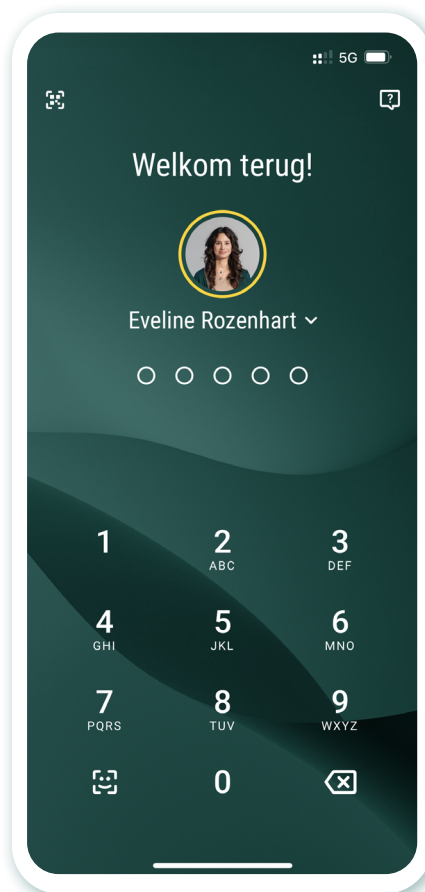 5G
?
Welkom terug!
Eveline Rozenhart
1 2 3
ABC DEF
4 5 6
GHI JKL MNO
7 8 9
PQRS TUV WXYZ
0